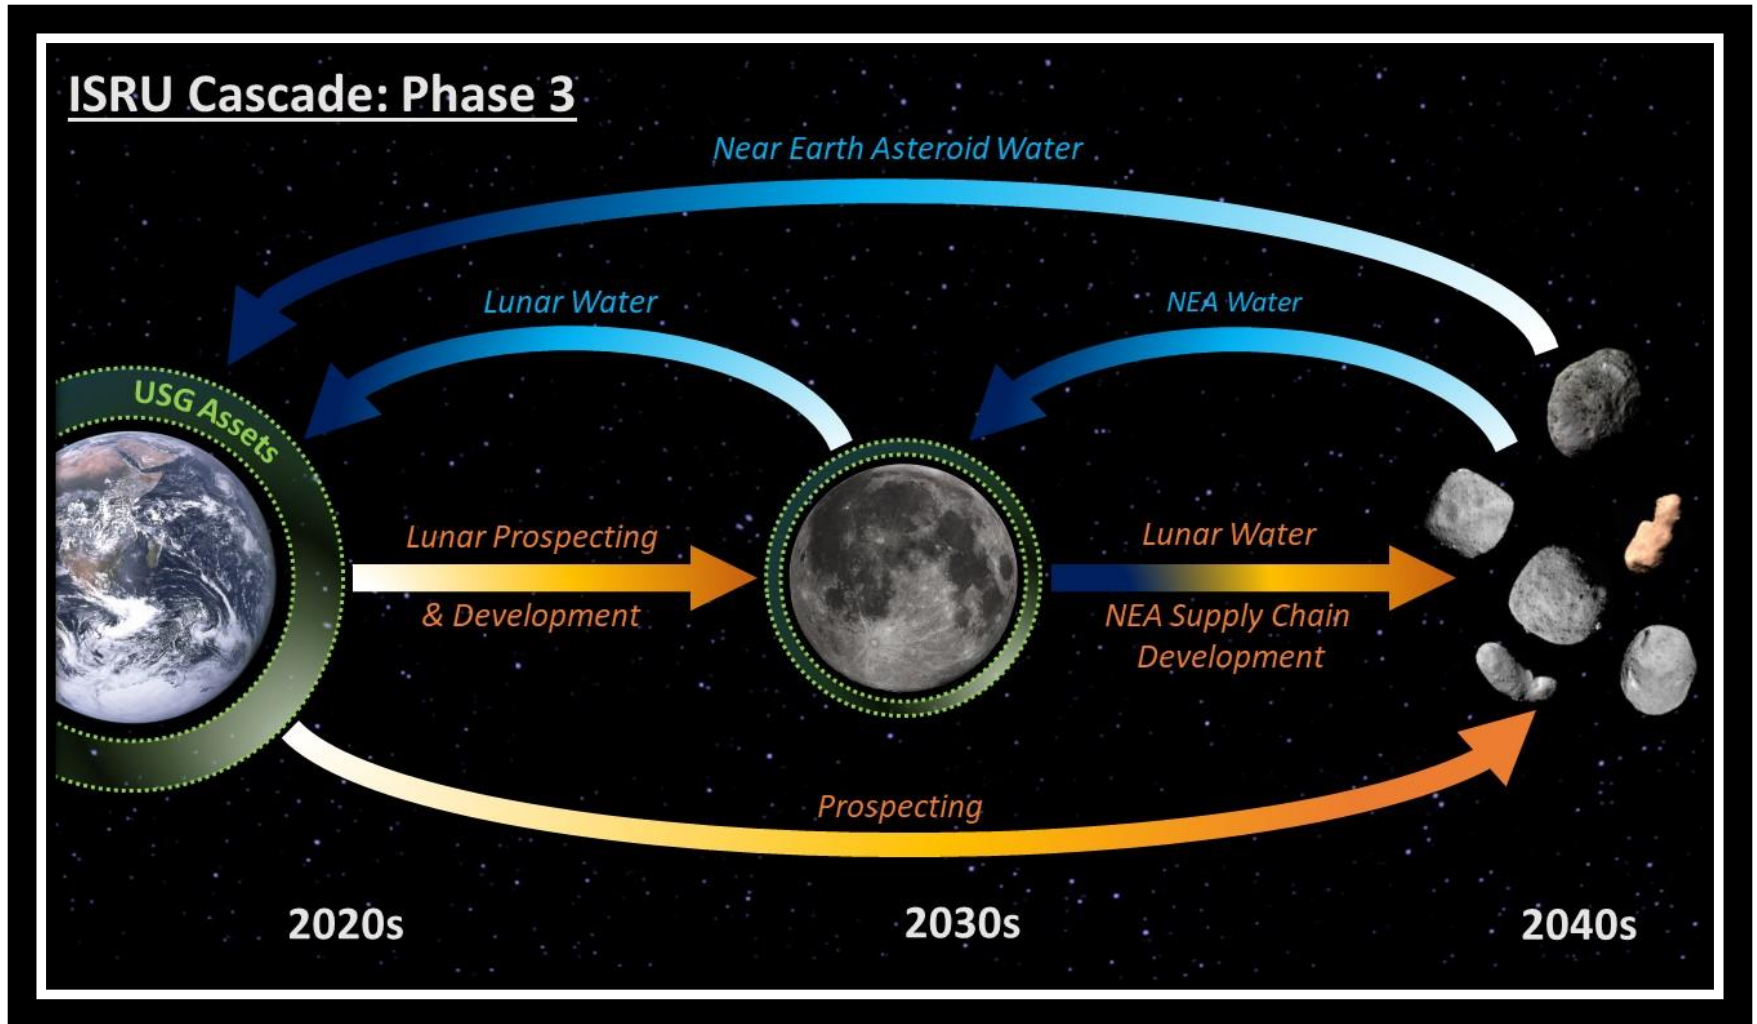 ISRU Cascade: Phase 3
Near Earth Asteroid Water
Lunar Water
NEA Water
USG Assets
Lunar Prospecting
& Development
Lunar Water
NEA Supply Chain
Development
Prospecting
2020s
2030s
2040s